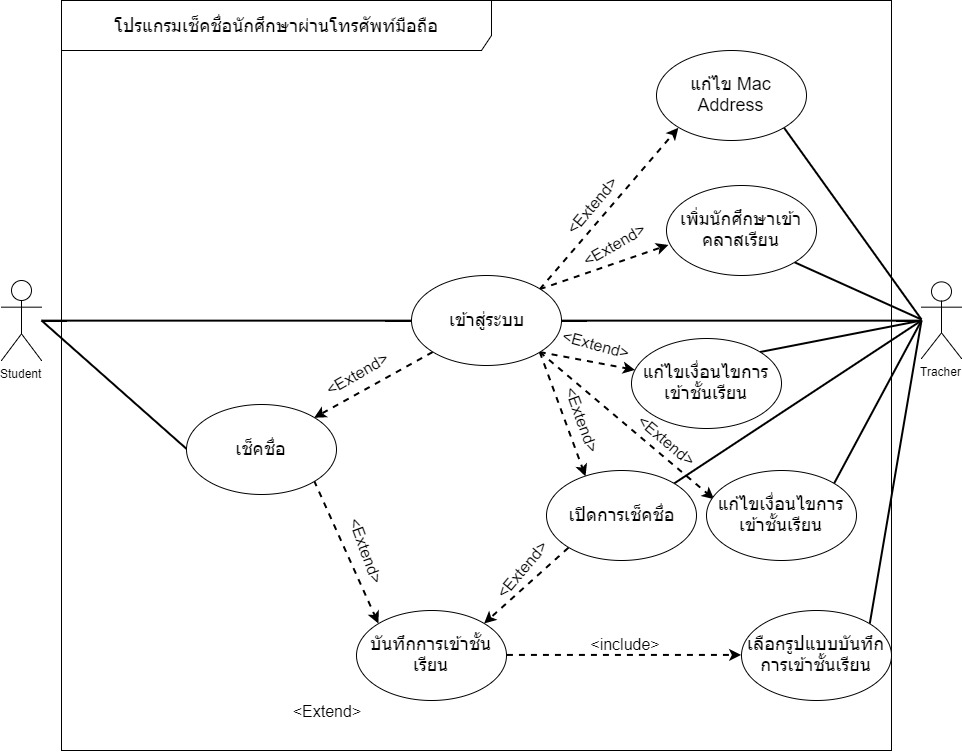 โปรแกรมเช็คชื่อนักศึกษาผ่านโทรศัพท์มือถือ
แก้ไข Mac
Address
<Extend>
เพิ่มนักศึกษาเข้า
คลาสเรียน
<Extend>
เข้าสู่ระบบ
Student
Tracher
<Extend>
แก้ไขเงื่อนไขการ
เข้าชั้นเรียน
<Extend>
<Extend>
<Extend>
เช็คชื่อ
เปิดการเช็คชื่อ
แก้ไขเงื่อนไขการ
เข้าชั้นเรียน
<Extend>
<Extend>
บันทึกการเข้าชั้น
เรียน
<include>
เลือกรูปแบบบันทึก
การเข้าชั้นเรียน
<Extend>